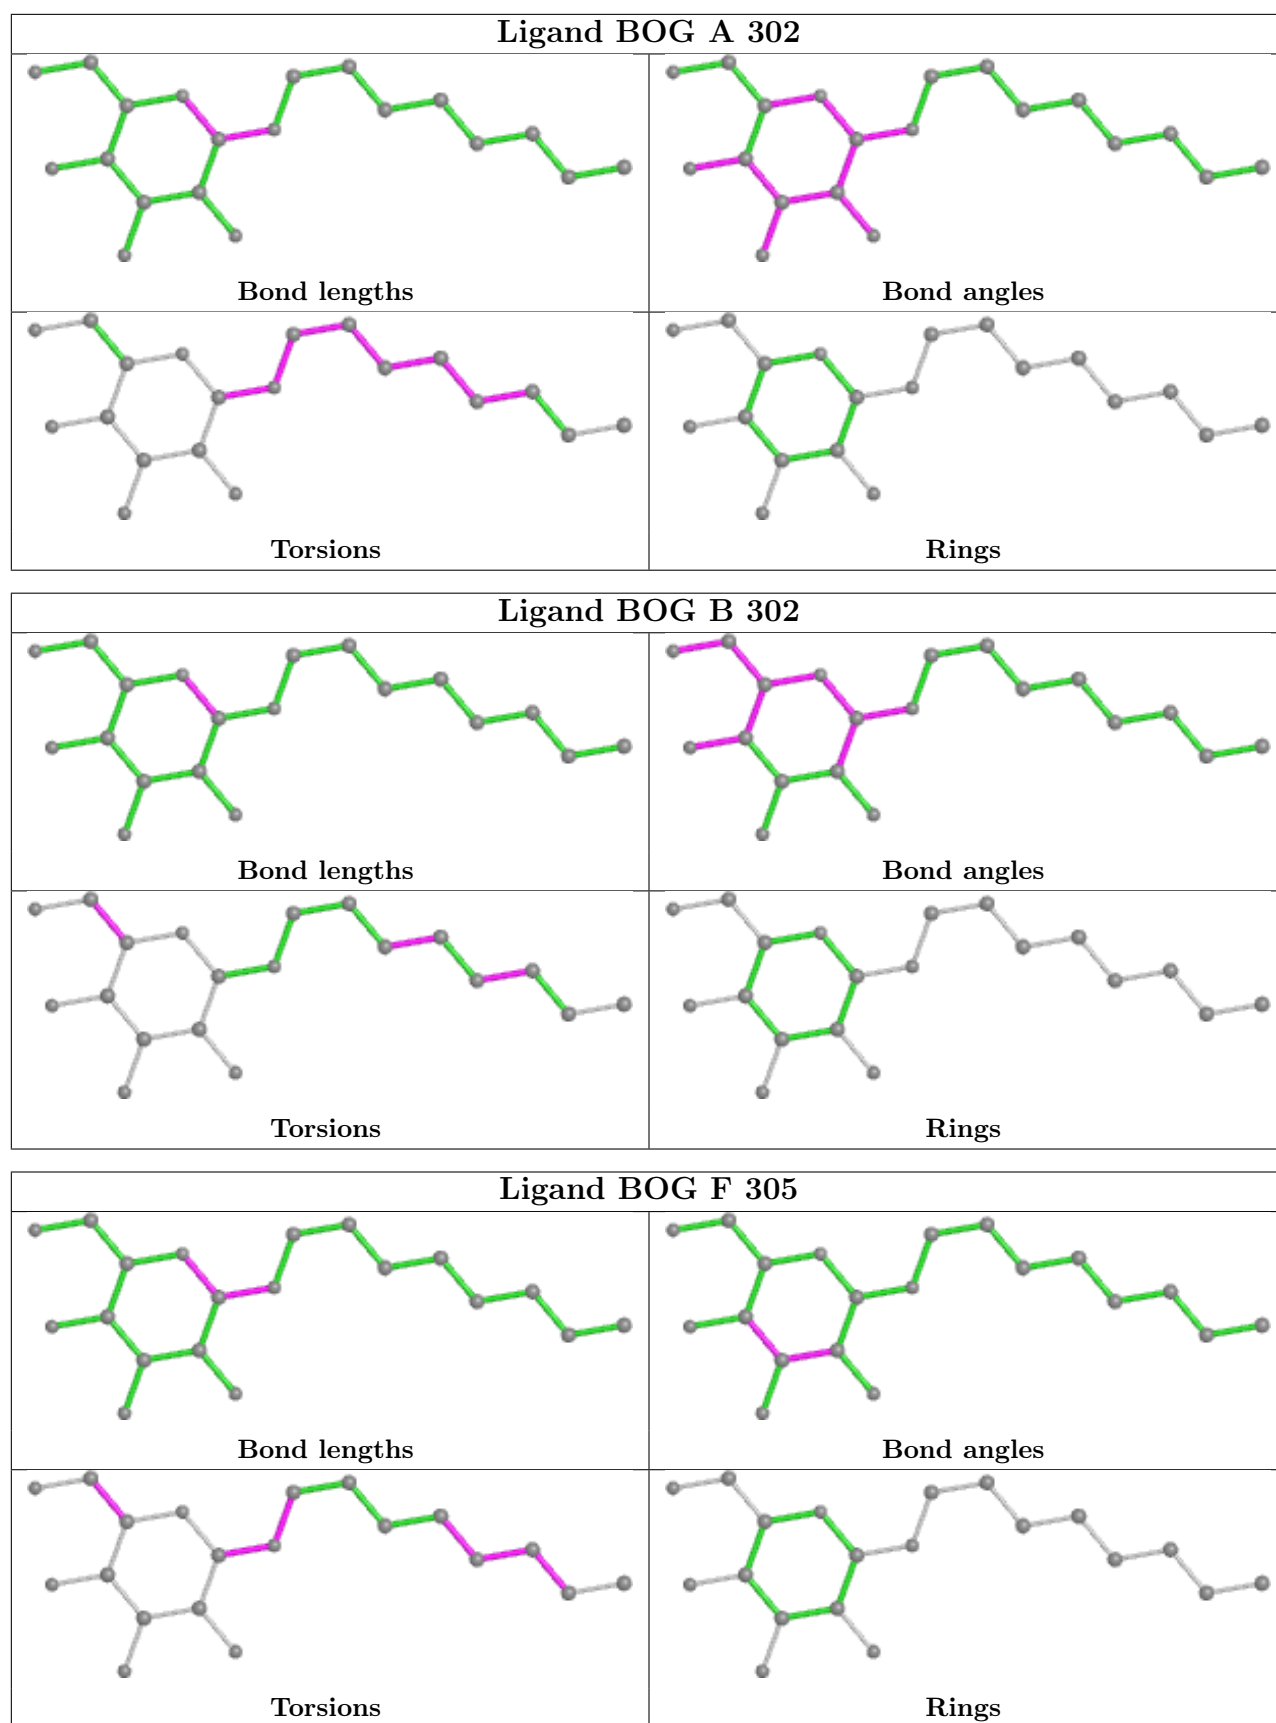 Ligand BOG A 302
Bond lengths
Bond angles
Torsions
Rings
Ligand BOG B 302
Bond lengths
Bond angles
Torsions
Rings
Ligand BOG F 305
Bond lengths
Bond angles
Torsions
Rings